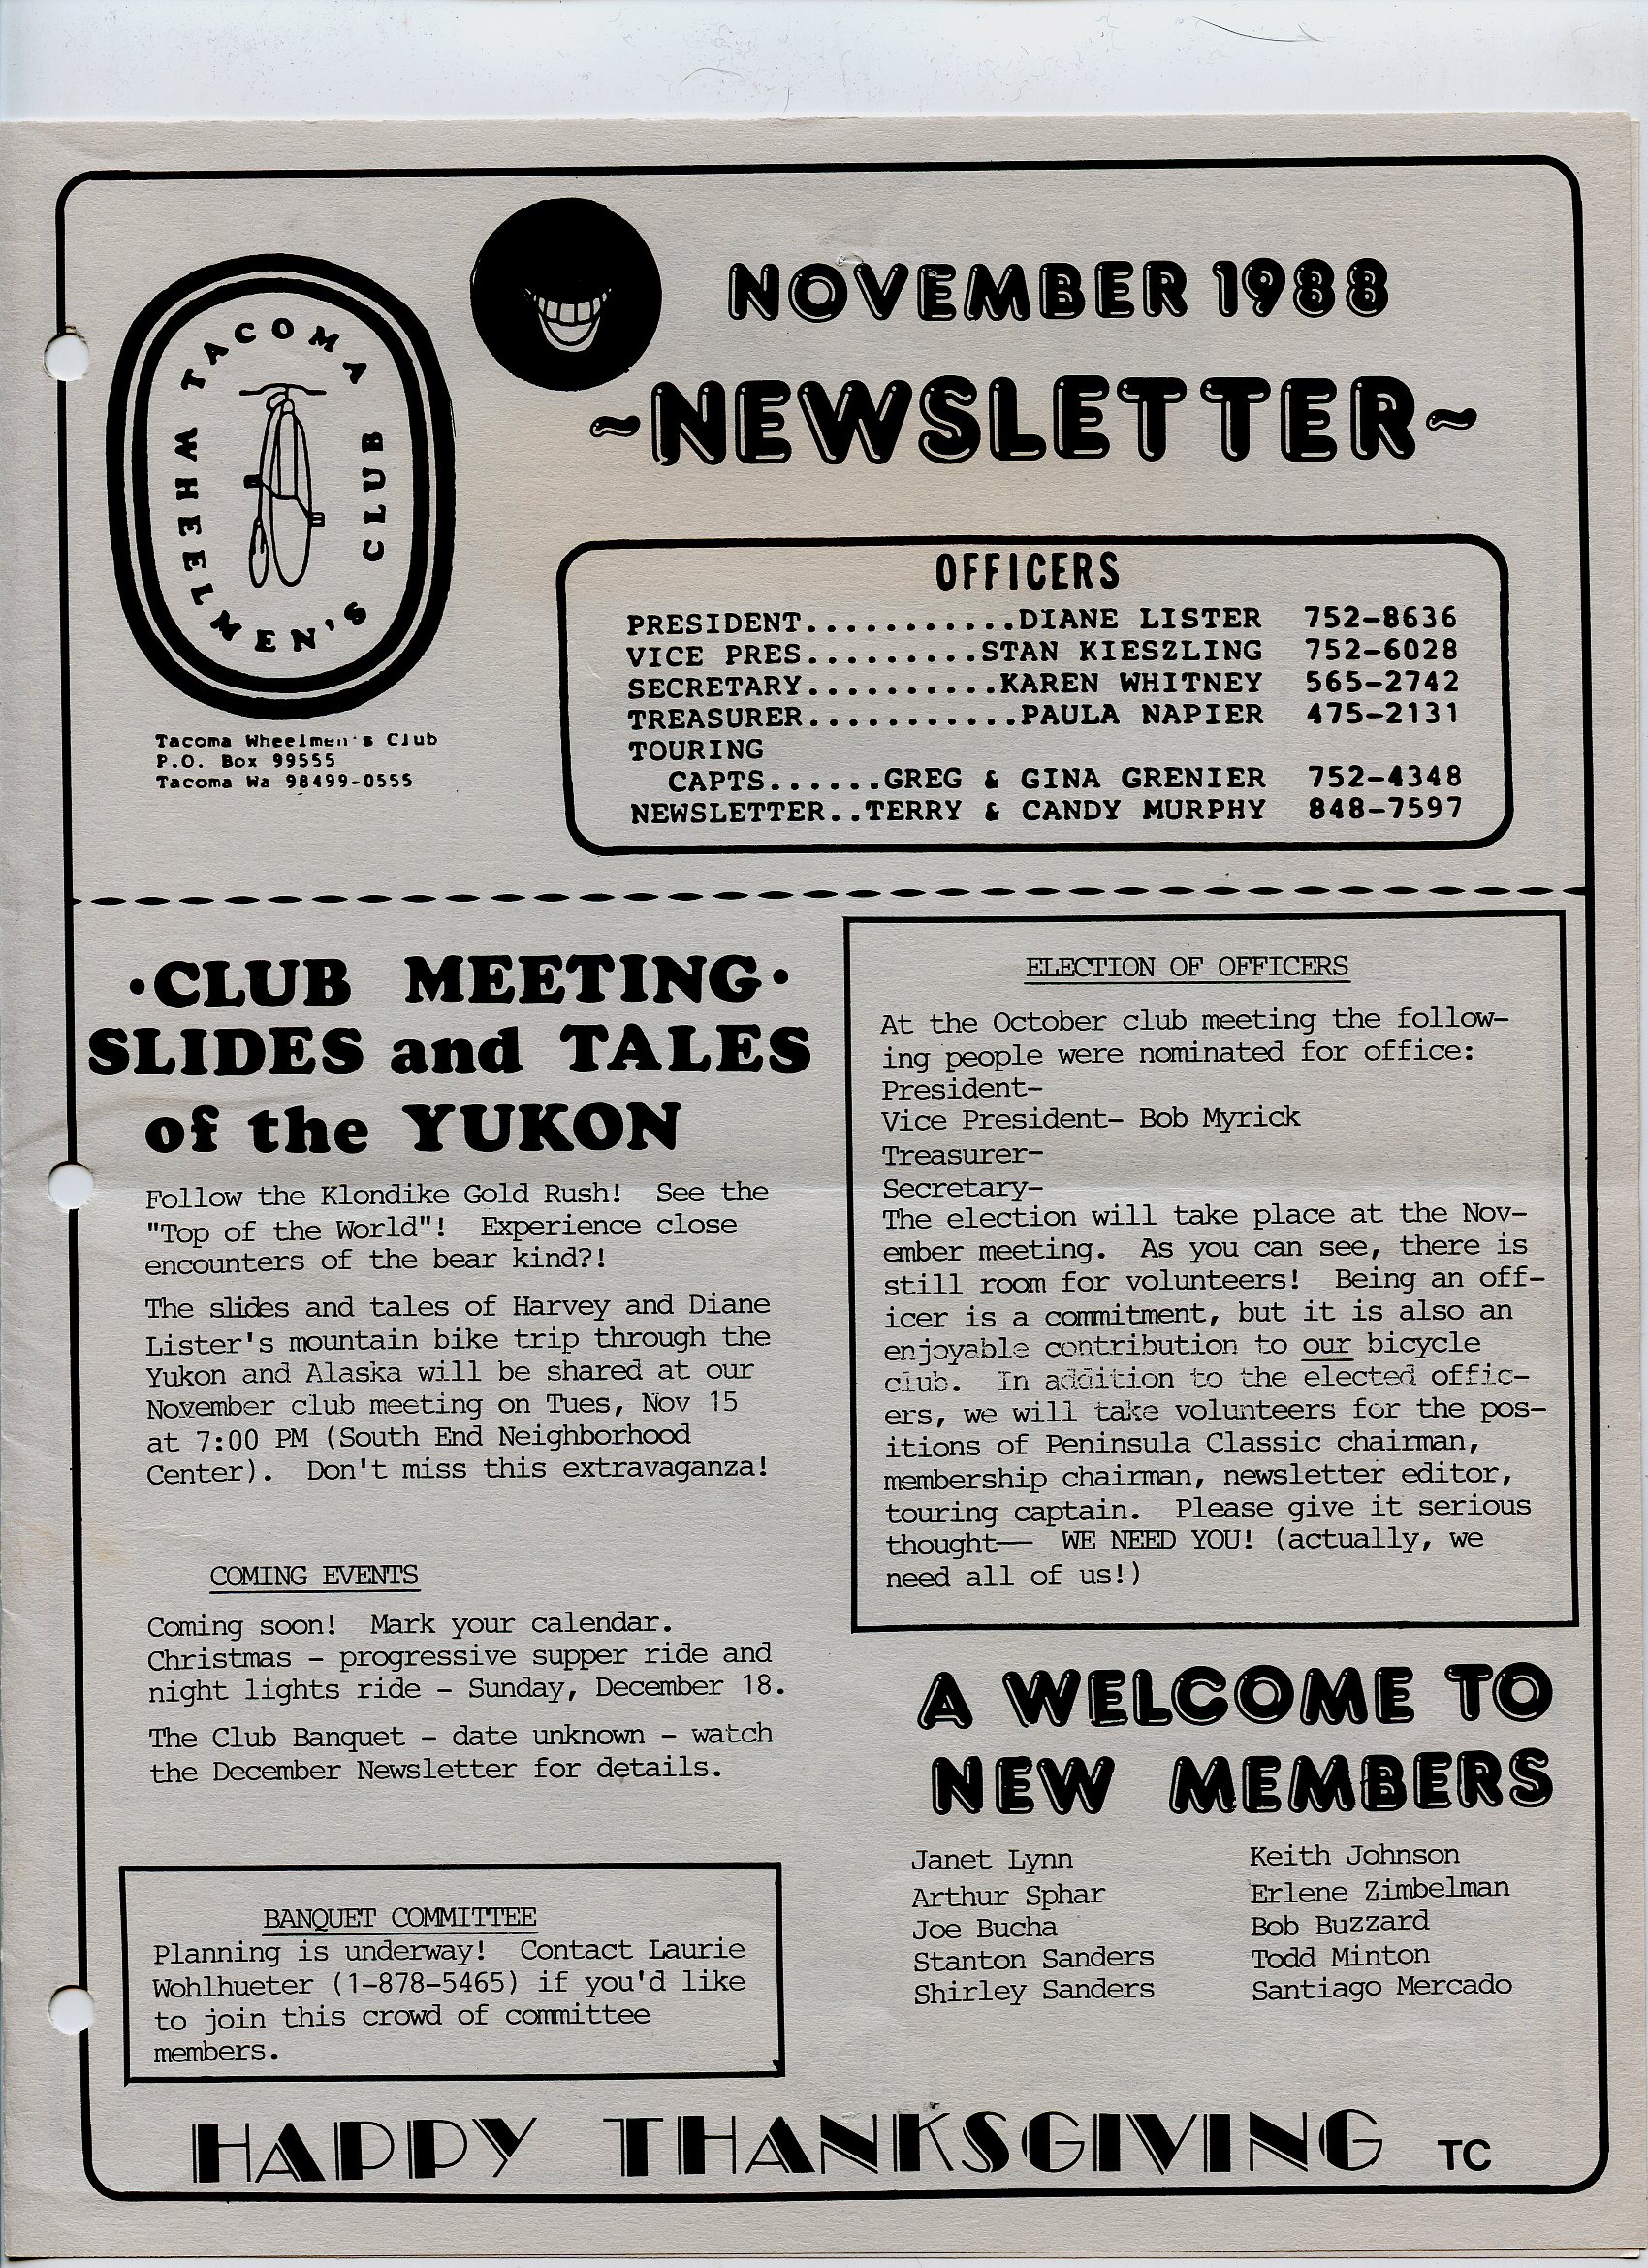 NOVEMBER 1988
~NEWSLETTER~
TACOMA WHEELMEN'S CLUB
Tacoma Wheelmen's Club
P.O. Box 99555
Tacoma Wa 98499-0555
OFFICERS
PRESIDENT...........DIANE LISTER 752-8636
VICE PRES.........STAN KIESZLING 752-6028
SECRETARY..........KAREN WHITNEY 565-2742
TREASURER...........PAULA NAPIER 475-2131
TOURING
CAPTS......GREG & GINA GRENIER 752-4348
NEWSLETTER..TERRY & CANDY MURPHY 848-7597
·CLUB MEETING·
SLIDES and TALES
of the YUKON
Follow the Klondike Gold Rush! See the
"Top of the World"! Experience close
encounters of the bear kind?!
The slides and tales of Harvey and Diane
Lister's mountain bike trip through the
Yukon and Alaska will be shared at our
November club meeting on Tues, Nov 15
at 7:00 PM (South End Neighborhood
Center). Don't miss this extravaganza!
COMING EVENTS
Coming soon! Mark your calendar.
Christmas - progressive supper ride and
night lights ride - Sunday, December 18.
The Club Banquet - date unknown - watch
the December Newsletter for details.
BANQUET COMMITTEE
Planning is underway! Contact Laurie
Wohlhueter (1-878-5465) if you'd like
to join this crowd of committee
members.
ELECTION OF OFFICERS
At the October club meeting the follow-
ing people were nominated for office:
President-
Vice President- Bob Myrick
Treasurer-
Secretary-
The election will take place at the Nov-
ember meeting. As you can see, there is
still room for volunteers! Being an off-
icer is a commitment, but it is also an
enjoyable contribution to our bicycle
club. In addition to the elected offic-
ers, we will take volunteers for the pos-
itions of Peninsula Classic chairman,
membership chairman, newsletter editor,
touring captain. Please give it serious
thought-- WE NEED YOU! (actually, we
need all of us!)
A WELCOME TO
NEW MEMBERS
Janet Lynn Keith Johnson
Arthur Sphar Erlene Zimbelman
Joe Bucha Bob Buzzard
Stanton Sanders Todd Minton
Shirley Sanders Santiago Mercado
HAPPY THANKSGIVING TC